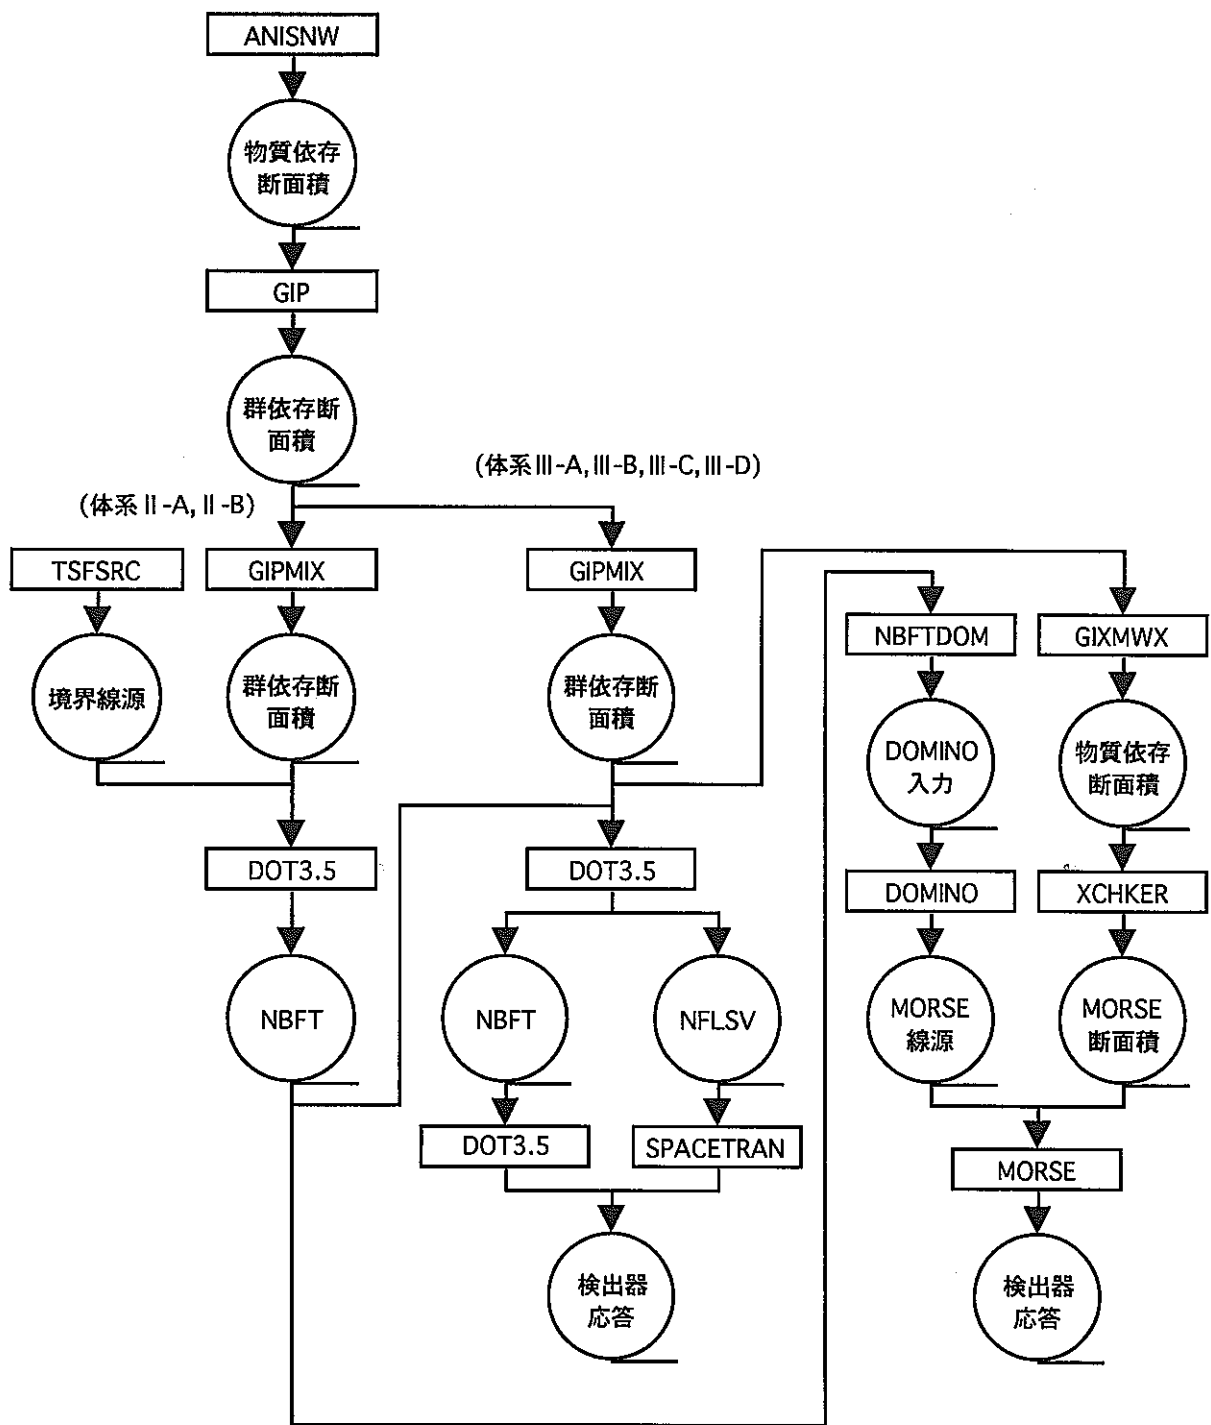 ANISNW
物質依存
断面積
GIP
群依存断
面積
(体系Ⅲ-A,Ⅲ-B,Ⅲ-C,Ⅲ-D)
(体系Ⅱ-A,Ⅱ-B)
TSFSRC
GIPMIX
GIPMIX
NBFTDOM
GIXMWX
境界線源
群依存断
面積
群依存断
面積
DOMINO
入力
物質依存
断面積
DOT3.5
DOT3.5
DOMINO
XCHKER
NBFT
NBFT
NFLSV
MORSE
線源
MORSE
断面積
DOT3.5
SPACETRAN
MORSE
検出器
応答
検出器
応答